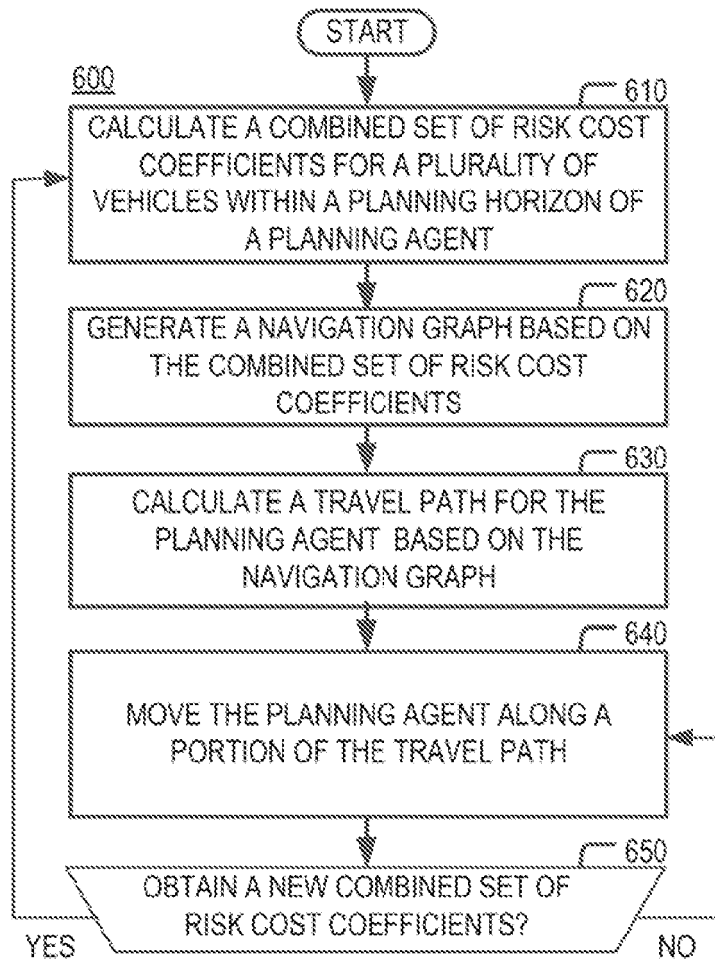 START
600
610
CALCULATE A COMBINED SET OF RISK COST
COEFFICIENTS FOR A PLURALITY OF
VEHICLES WITHIN A PLANNING HORIZON OF
A PLANNING AGENT
620
GENERATE A NAVIGATION GRAPH BASED ON
THE COMBINED SET OF RISK COST
COEFFICIENTS
630
CALCULATE A TRAVEL PATH FOR THE
PLANNING AGENT BASED ON THE
NAVIGATION GRAPH
640
MOVE THE PLANNING AGENT ALONG A
PORTION OF THE TRAVEL PATH
650
OBTAIN A NEW COMBINED SET OF
RISK COST COEFFICIENTS?
YES
NO